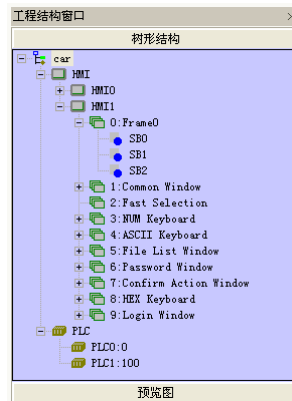 工程结构窗口
树形结构
car
HMI
HMI0
HMI1
0:Frame0
SB0
SB1
SB2
1:Common Window
2:Fast Selection
3:NUM Keyboard
4:ASCII Keyboard
5:File List Window
6:Password Window
7:Confirm Action Window
8:HEX Keyboard
9:Login Window
PLC
PLC0:0
PLC1:100
预览图